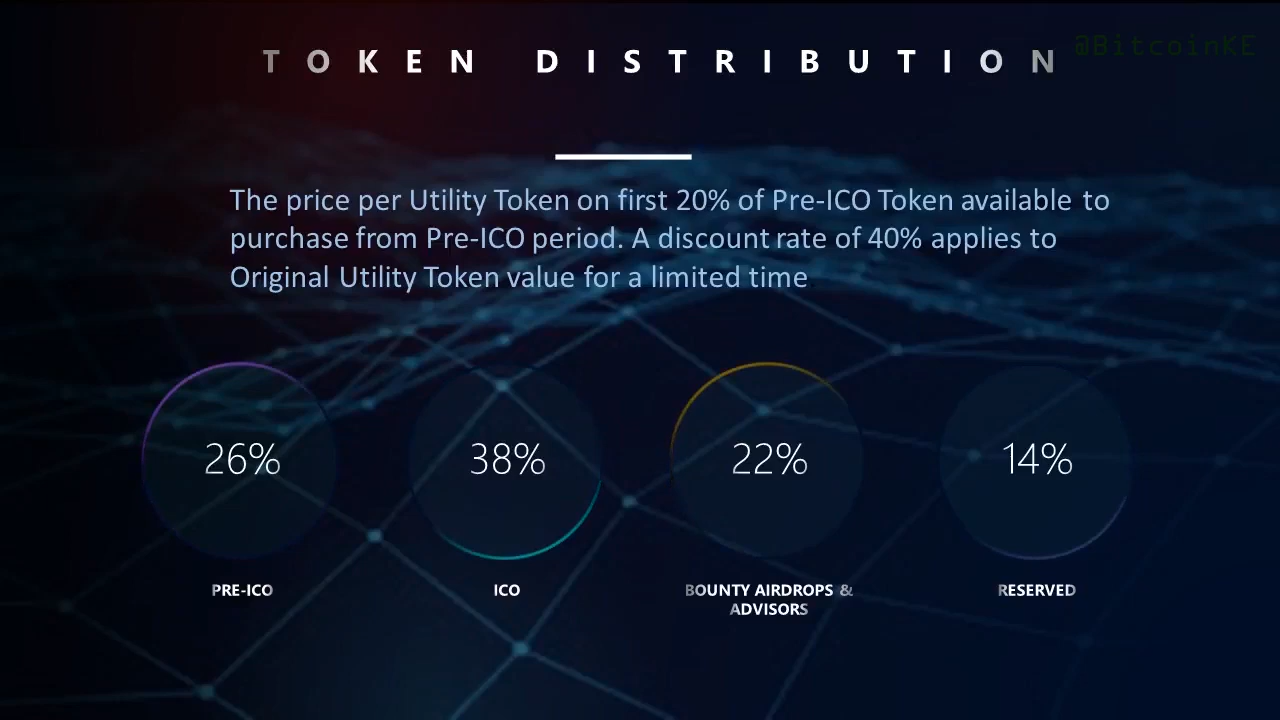 TOKEN DISTRIBUTION
@BitcoinKE
The price per Utility Token on first 20% of Pre-ICO Token available to
purchase from Pre-ICO period. A discount rate of 40% applies to
Original Utility Token value for a limited time
26%
38%
22%
14%
PRE-ICO
ICO
BOUNTY AIRDROPS &
ADVISORS
RESERVED